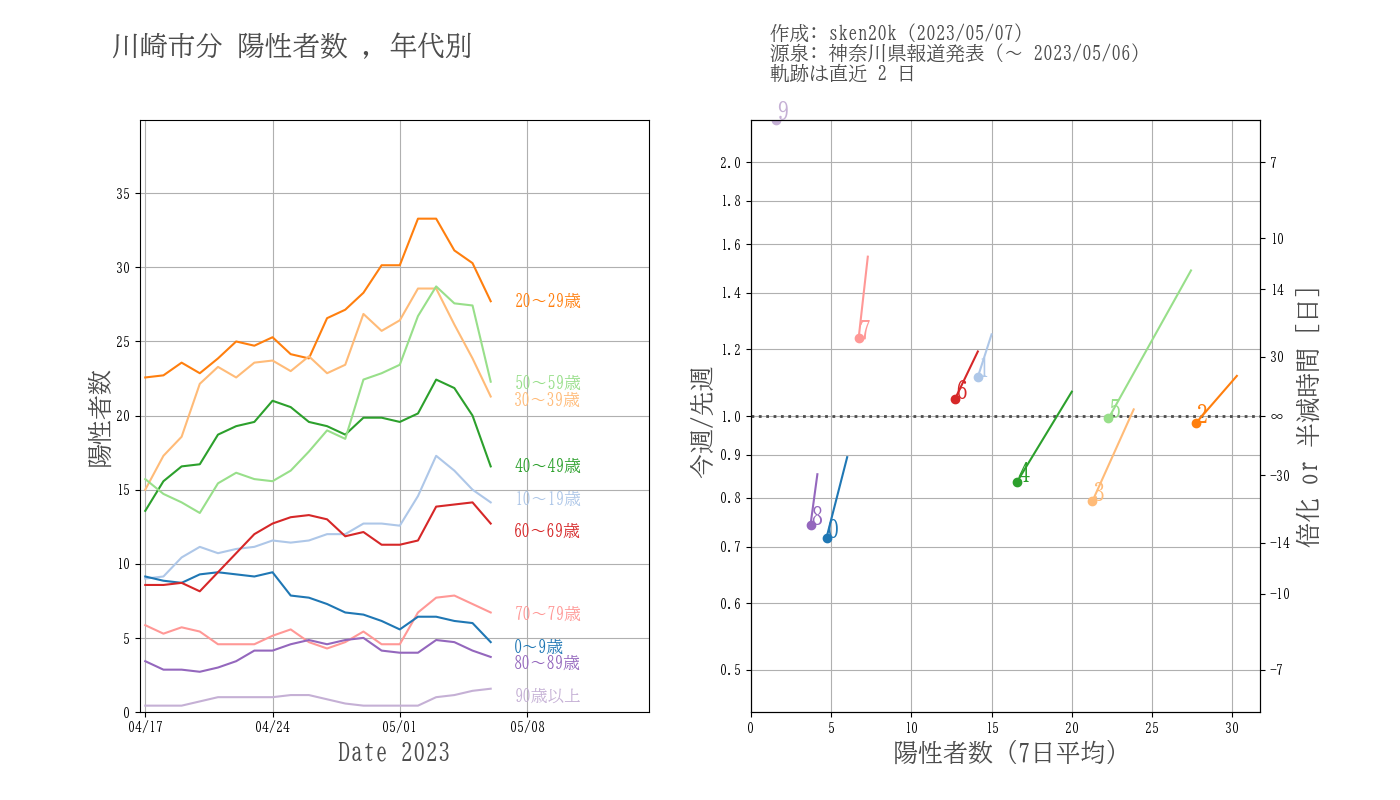 川崎市分 陽性者数 , 年代別
作成: sken20k (2023/05/07)
源泉: 神奈川県報道発表 (〜 2023/05/06)
軌跡は直近 2 日
陽性者数
35
30
25
20
15
10
5
0
04/17
04/24
05/01
05/08
Date 2023
20〜29歳
50〜59歳
30〜39歳
40〜49歳
10〜19歳
60〜69歳
70〜79歳
0〜9歳
80〜89歳
90歳以上
今週/先週
2.0
1.8
1.6
1.4
1.2
1.0
0.9
0.8
0.7
0.6
0.5
9
7
1
6
5
2
4
3
8
0
0
5
10
15
20
25
30
陽性者数 (7日平均)
7
10
14
30
∞
−30
−14
−10
−7
倍化 or 半減時間 [日]